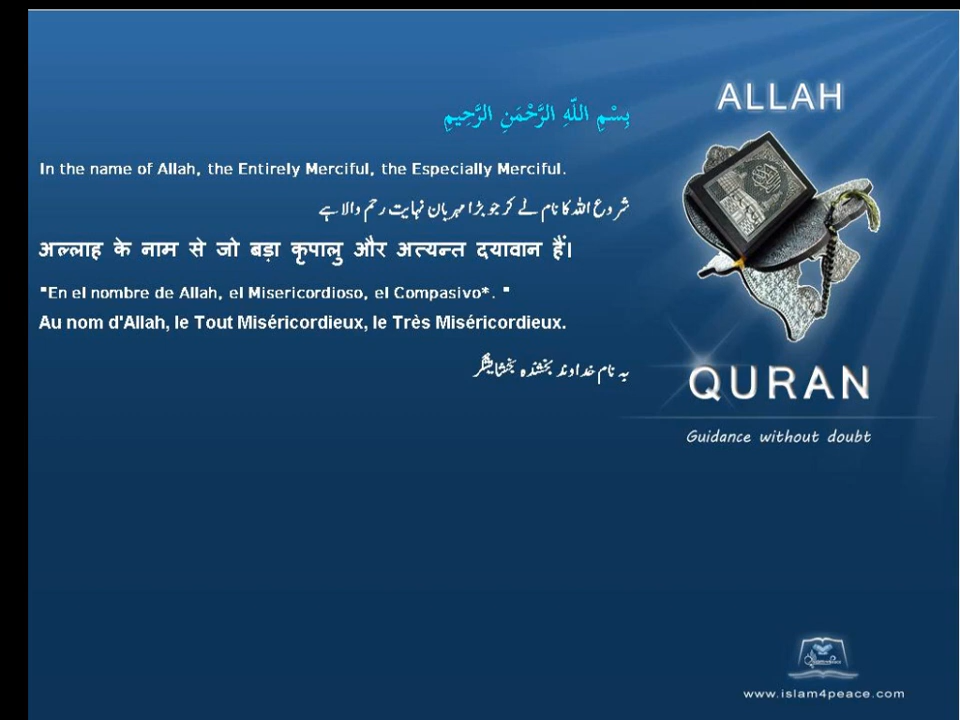 بِسْمِ اللّهِ الرَّحْمَنِ الرَّحِيمِ
In the name of Allah, the Entirely Merciful, the Especially Merciful.
شروع الله کا نام لے کر جو بڑا مہربان نہایت رحم والا ہے
अल्लाह के नाम से जो बड़ा कृपालु और अत्यन्त दयावान हैं।
"En el nombre de Allah, el Misericordioso, el Compasivo*. "
Au nom d'Allah, le Tout Miséricordieux, le Très Miséricordieux.
به نام خداوند بخشنده بخشایشگر
ALLAH
QURAN
Guidance without doubt
www.islam4peace.com